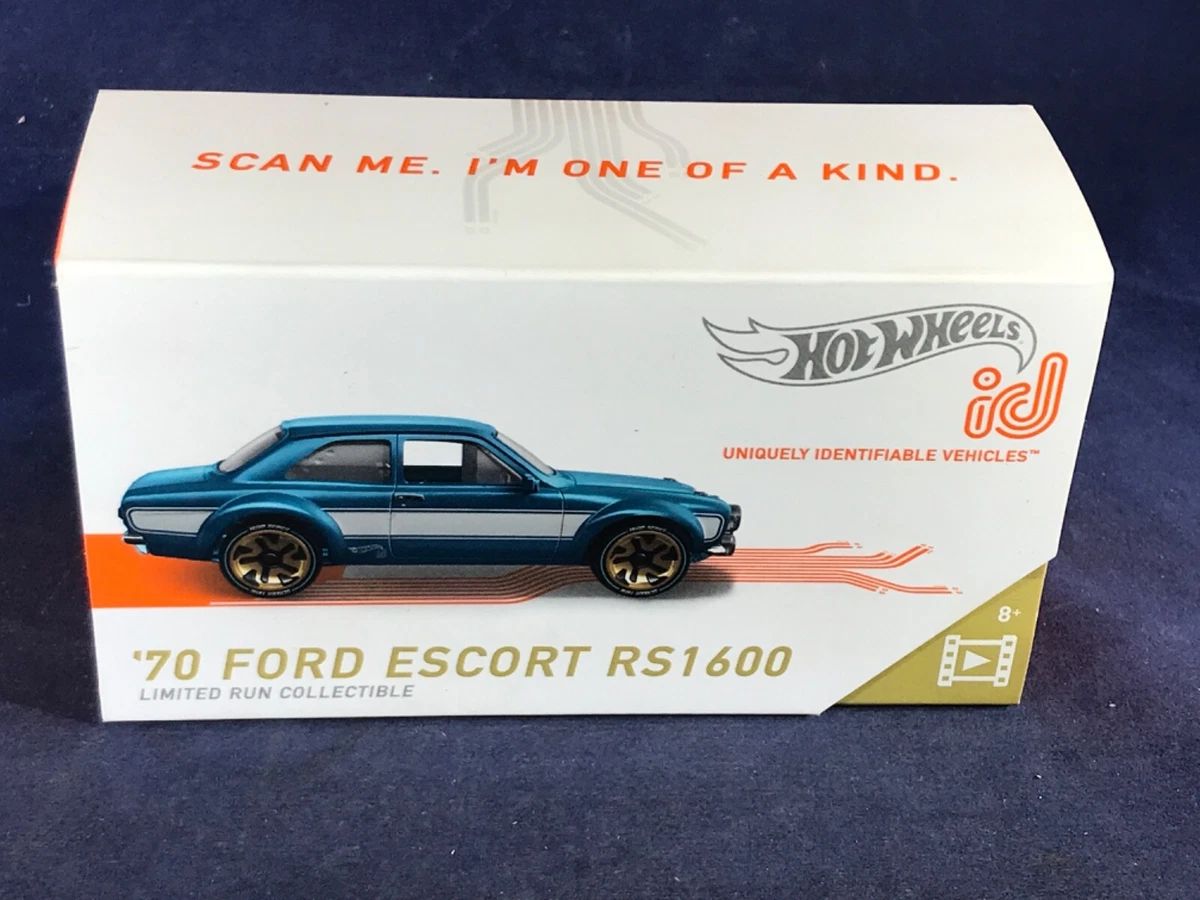 SCAN ME. I'M ONE OF A KIND.
HOT WHEELS
id
UNIQUELY IDENTIFIABLE VEHICLES™
8+
'70 FORD ESCORT RS1600
LIMITED RUN COLLECTIBLE